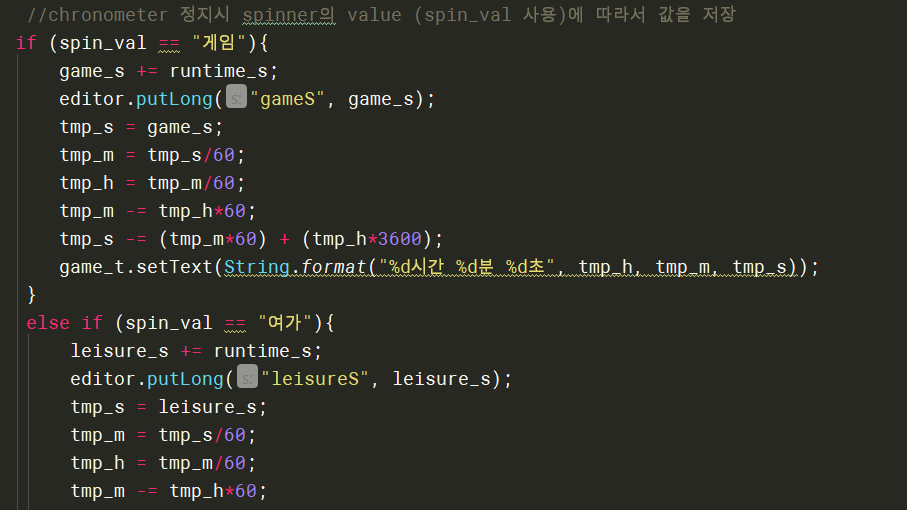 //chronometer 정지시 spinner의 value (spin_val 사용)에 따라서 값을 저장
if (spin_val == "게임"){
game_s += runtime_s;
editor.putLong( s: "gameS", game_s);
tmp_s = game_s;
tmp_m = tmp_s/60;
tmp_h = tmp_m/60;
tmp_m -= tmp_h*60;
tmp_s -= (tmp_m*60) + (tmp_h*3600);
game_t.setText(String.format("%d시간 %d분 %d초", tmp_h, tmp_m, tmp_s));
}
else if (spin_val == "여가"){
leisure_s += runtime_s;
editor.putLong( s: "leisureS", leisure_s);
tmp_s = leisure_s;
tmp_m = tmp_s/60;
tmp_h = tmp_m/60;
tmp_m -= tmp_h*60;